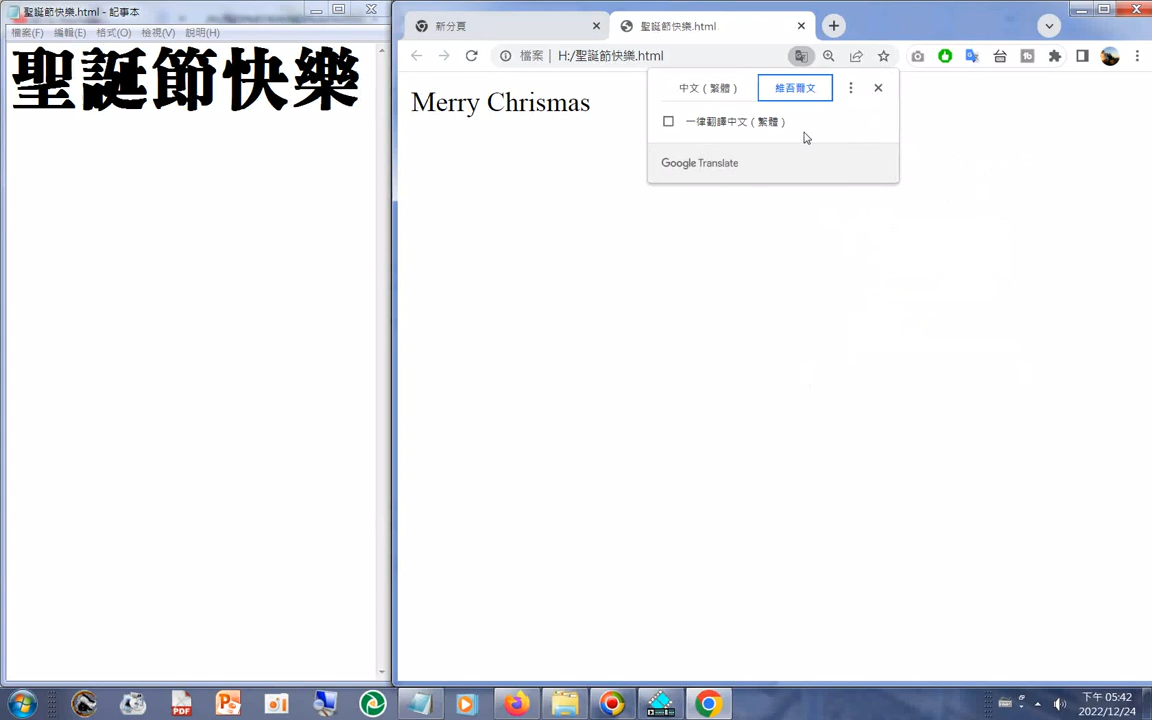 聖誕節快樂.html - 記事本
檔案(F) 編輯(E) 格式(O) 檢視(V) 說明(H)
聖誕節快樂
新分頁
聖誕節快樂.html
檔案 H:/聖誕節快樂.html
Merry Chrismas
中文（繁體） 維吾爾文
一律翻譯中文（繁體）
Google Translate
下午 05:42
2022/12/24